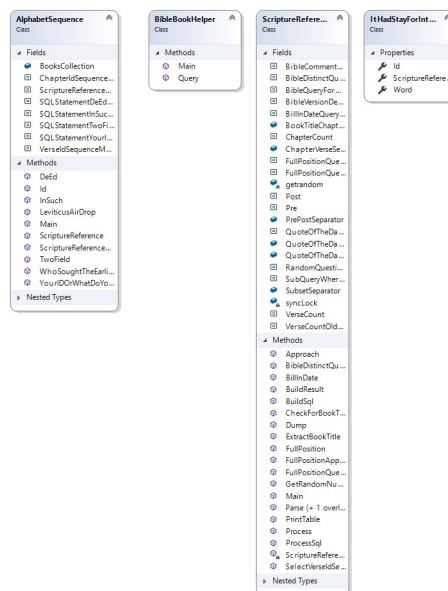 AlphabetSequence
Class
Fields
BooksCollection
ChapterIdSequence...
ScriptureReference...
SQLStatementDeEd...
SQLStatementInSuc...
SQLStatementTwoFi...
SQLStatementYourI...
VerseIdSequenceM...
Methods
DeEd
Id
InSuch
LeviticusAirDrop
Main
ScriptureReference
ScriptureReference...
TwoField
WhoSoughtTheEarli...
YourIDOrWhatDoYo...
Nested Types
BibleBookHelper
Class
Methods
Main
Query
ScriptureRefere...
Class
Fields
BibleComment...
BibleDistinctQu...
BibleQueryFor...
BibleVersionDe...
BillInDateQuery...
BookTitleChapt...
ChapterCount
ChapterVerseSe...
FullPositionQue...
FullPositionQue...
getrandom
Post
Pre
PrePostSeparator
QuoteOfTheDa...
QuoteOfTheDa...
QuoteOfTheDa...
RandomQuesti...
SubQueryWher...
SubsetSeparator
syncLock
VerseCount
VerseCountOld...
Methods
Approach
BibleDistinctQu...
BillInDate
BuildResult
BuildSql
CheckForBookT...
Dump
ExtractBookTitle
FullPosition
FullPositionApp...
FullPositionQue...
GetRandomNu...
Main
Parse (+ 1 overl...
PrintTable
Process
ProcessSql
ScriptureRefere...
SelectVerseIdSe...
Nested Types
ItHadStayForInt...
Class
Properties
Id
ScriptureRefere
Word